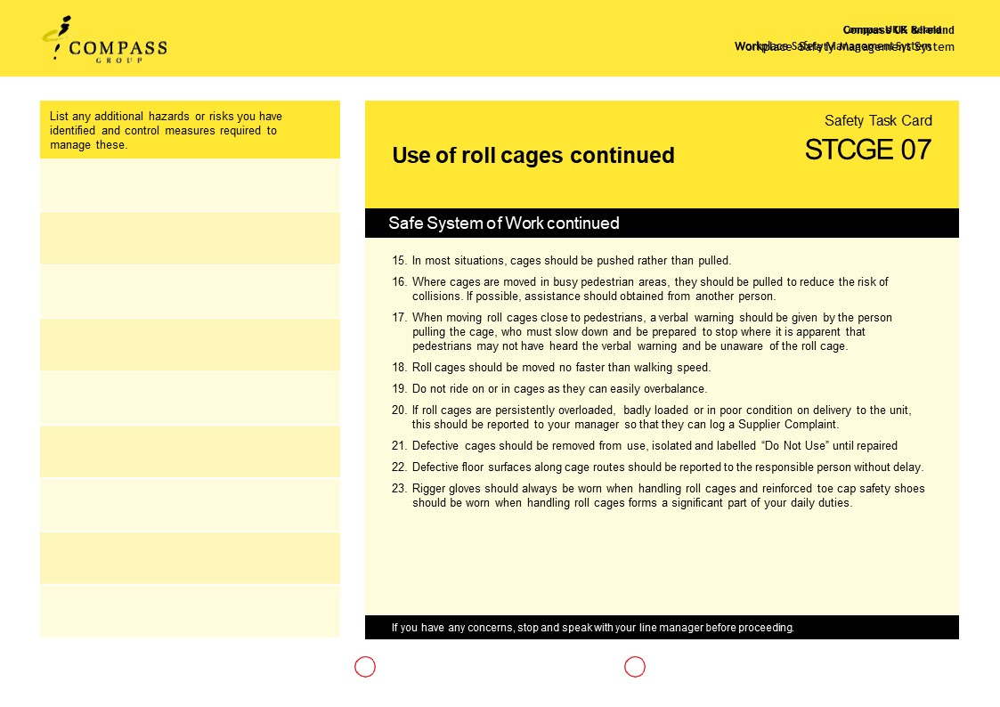 COMPASS
GROUP
Compass UK & Ireland
Workplace Safety Management System
List any additional hazards or risks you have
identified and control measures required to
manage these.
Use of roll cages continued
Safety Task Card
STCGE 07
Safe System of Work continued
15. In most situations, cages should be pushed rather than pulled.
16. Where cages are moved in busy pedestrian areas, they should be pulled to reduce the risk of
collisions. If possible, assistance should obtained from another person.
17. When moving roll cages close to pedestrians, a verbal warning should be given by the person
pulling the cage, who must slow down and be prepared to stop where it is apparent that
pedestrians may not have heard the verbal warning and be unaware of the roll cage.
18. Roll cages should be moved no faster than walking speed.
19. Do not ride on or in cages as they can easily overbalance.
20. If roll cages are persistently overloaded, badly loaded or in poor condition on delivery to the unit,
this should be reported to your manager so that they can log a Supplier Complaint.
21. Defective cages should be removed from use, isolated and labelled “Do Not Use” until repaired
22. Defective floor surfaces along cage routes should be reported to the responsible person without delay.
23. Rigger gloves should always be worn when handling roll cages and reinforced toe cap safety shoes
should be worn when handling roll cages forms a significant part of your daily duties.
If you have any concerns, stop and speak with your line manager before proceeding.